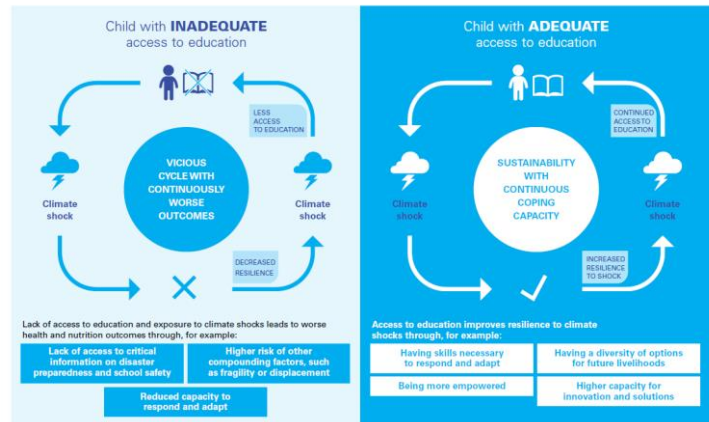 Child with INADEQUATE
access to education
LESS
ACCESS
TO EDUCATION
Climate
shock
VICIOUS
CYCLE WITH
CONTINUOUSLY
WORSE
OUTCOMES
Climate
shock
DECREASED
RESILIENCE
Lack of access to education and exposure to climate shocks leads to worse
health and nutrition outcomes through, for example:
Lack of access to critical
information on disaster
preparedness and school safety
Higher risk of other
compounding factors, such
as fragility or displacement
Reduced capacity to
respond and adapt
Child with ADEQUATE
access to education
CONTINUED
ACCESS TO
EDUCATION
Climate
shock
SUSTAINABILITY
WITH
CONTINUOUS
COPING
CAPACITY
Climate
shock
INCREASED
RESILIENCE
TO SHOCK
Access to education improves resilience to climate
shocks through, for example:
Having skills necessary
to respond and adapt
Having a diversity of options
for future livelihoods
Being more empowered
Higher capacity for
innovation and solutions